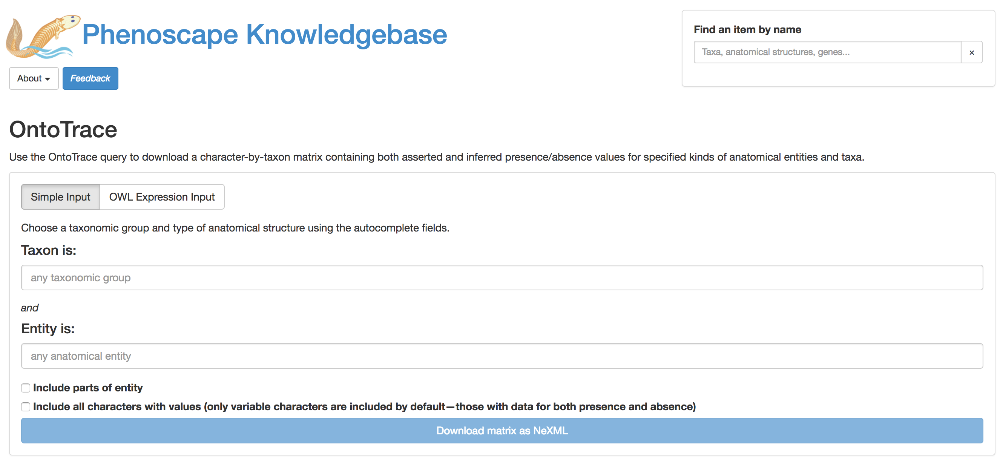 Phenoscape Knowledgebase
Find an item by name
Taxa, anatomical structures, genes...
×
About
Feedback
OntoTrace
Use the OntoTrace query to download a character-by-taxon matrix containing both asserted and inferred presence/absence values for specified kinds of anatomical entities and taxa.
Simple Input
OWL Expression Input
Choose a taxonomic group and type of anatomical structure using the autocomplete fields.
Taxon is:
any taxonomic group
and
Entity is:
any anatomical entity
Include parts of entity
Include all characters with values (only variable characters are included by default—those with data for both presence and absence)
Download matrix as NeXML